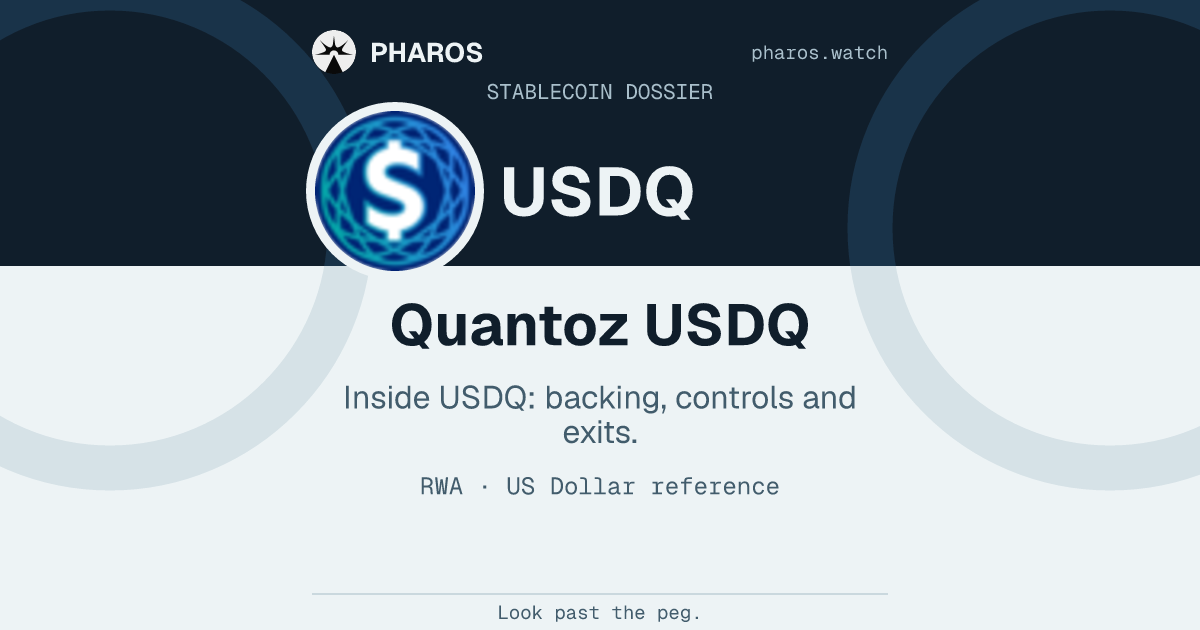 PHAROS
pharos.watch
STABLECOIN DOSSIER
$ USDQ
Quantoz USDQ
Inside USDQ: backing, controls and
exits.
RWA · US Dollar reference
Look past the peg.